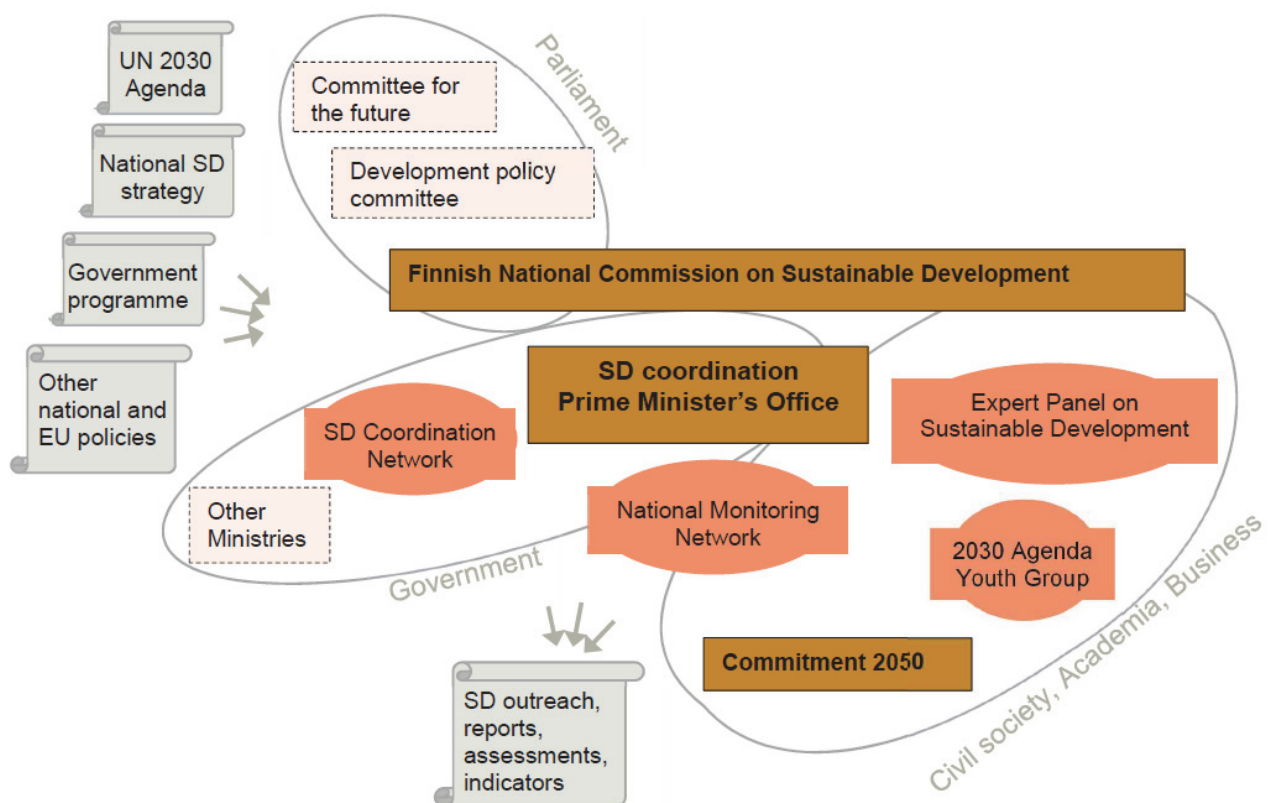 UN 2030
Agenda
National SD
strategy
Government
programme
Other
national and
EU policies
Parliament
Committee for
the future
Development policy
committee
Finnish National Commission on Sustainable Development
SD coordination
Prime Minister's Office
SD Coordination
Network
Other
Ministries
Government
National Monitoring
Network
Expert Panel on
Sustainable Development
2030 Agenda
Youth Group
Commitment 2050
Civil society, Academia, Business
SD outreach,
reports,
assessments,
indicators